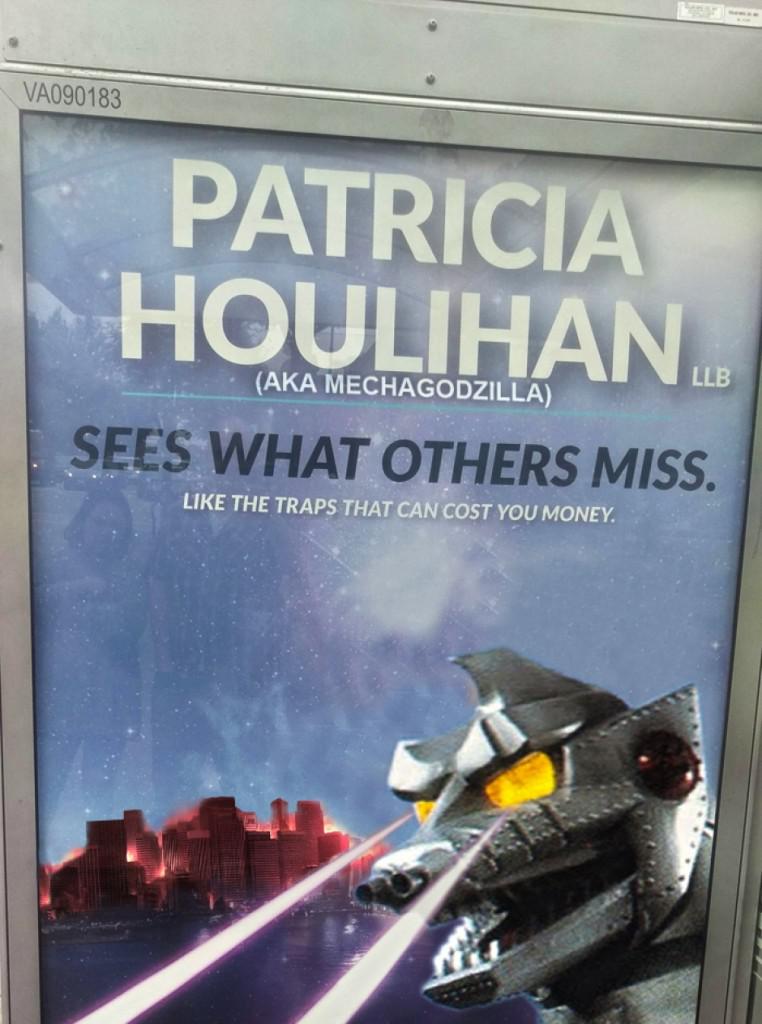 VA090183
PATRICIA
HOULIHAN LLB
(AKA MECHAGODZILLA)
SEES WHAT OTHERS MISS.
LIKE THE TRAPS THAT CAN COST YOU MONEY.